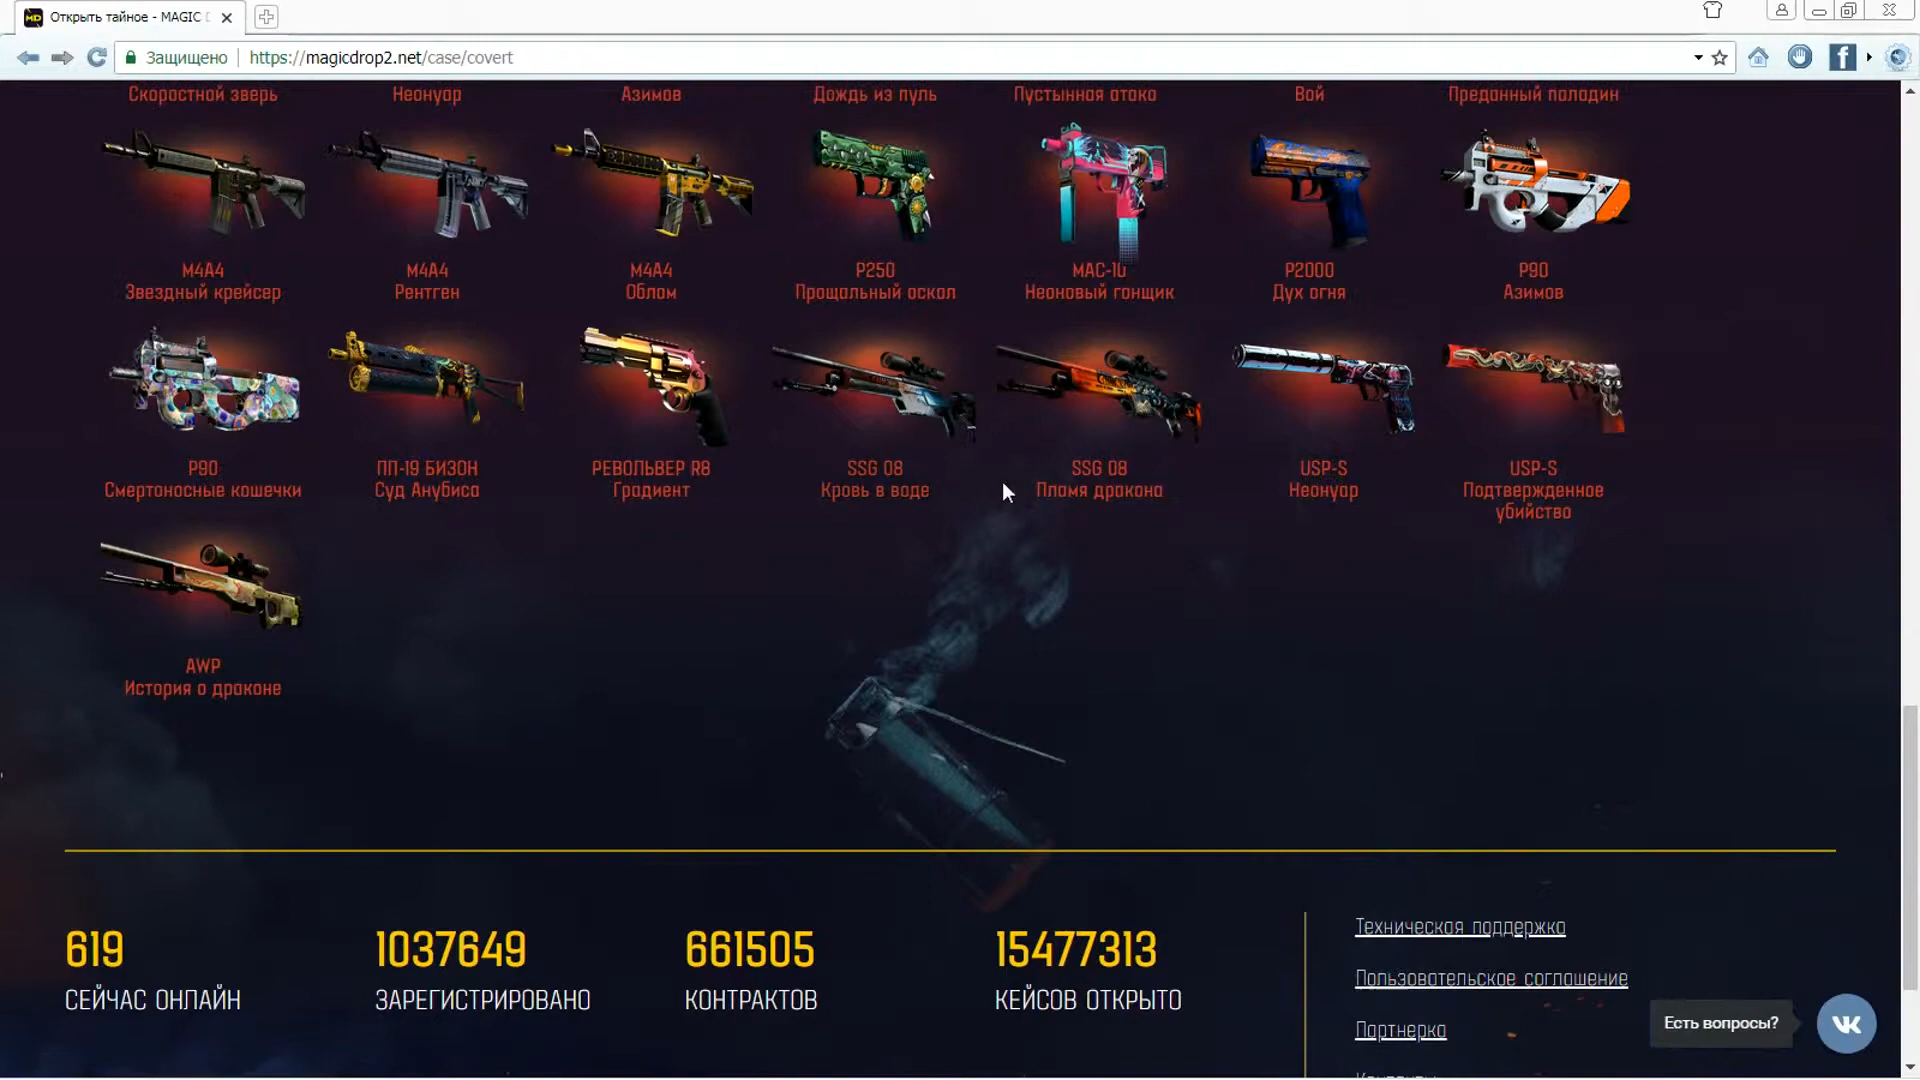 Открыть тайное - MAGIC D
Защищено
https://magicdrop2.net/case/covert
Скоростной зверь
Неонуар
Азимов
Дождь из пуль
Пустынная атака
Вой
Преданный паладин
M4A4
Звездный крейсер
M4A4
Рентген
M4A4
Облом
P250
Прощальный оскал
MAC-10
Неоновый гонщик
P2000
Дух огня
P90
Азимов
P90
Смертоносные кошечки
ПП-19 БИЗОН
Суд Анубиса
РЕВОЛЬВЕР R8
Градиент
SSG 08
Кровь в воде
SSG 08
Пламя дракона
USP-S
Неонуар
USP-S
Подтвержденное
убийство
AWP
История о драконе
619
СЕЙЧАС ОНЛАЙН
1037649
ЗАРЕГИСТРИРОВАНО
661505
КОНТРАКТОВ
15477313
КЕЙСОВ ОТКРЫТО
Техническая поддержка
Пользовательское соглашение
Партнерка
Есть вопросы?